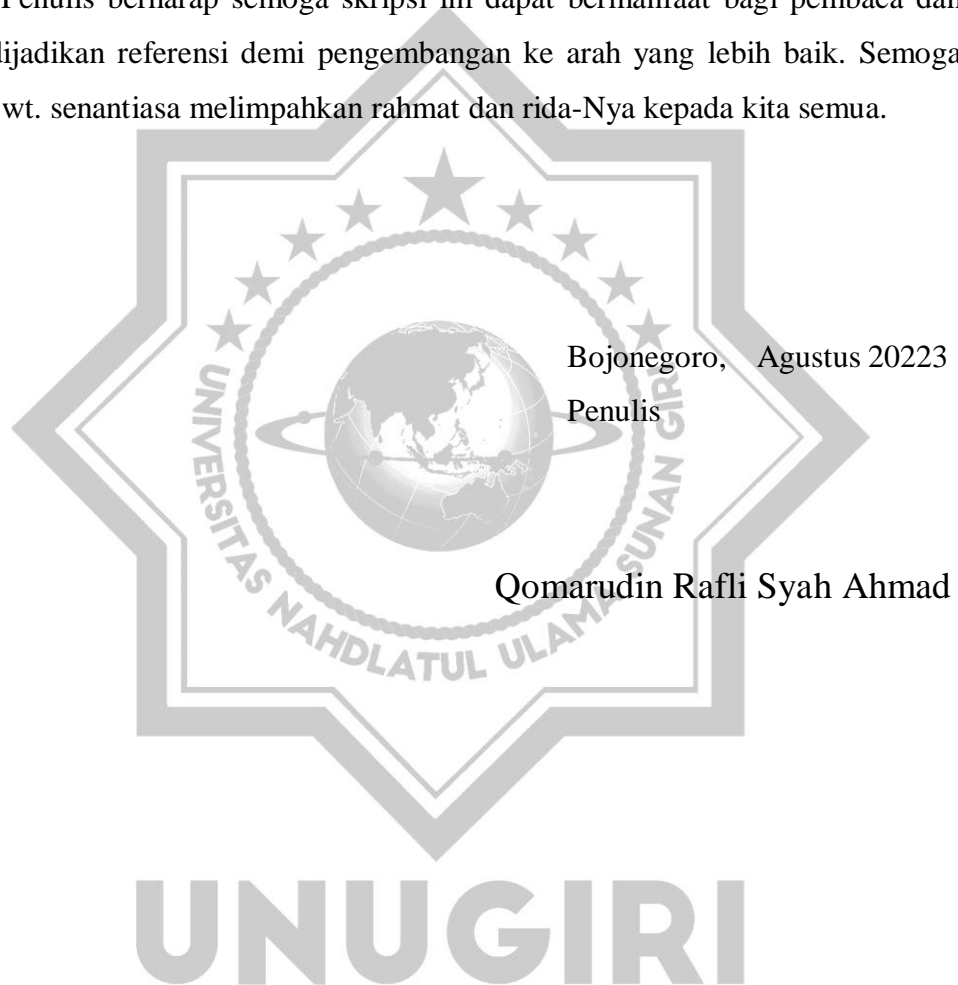 Penulis berharap semoga skripsi ini dapat bermanfaat bagi pembaca dan
dijadikan referensi demi pengembangan ke arah yang lebih baik. Semoga
wt. senantiasa melimpahkan rahmat dan rida-Nya kepada kita semua.
Bojonegoro, Agustus 20223
Penulis
Qomarudin Rafli Syah Ahmad
UNIVERSITAS NAHDLATUL ULAMA SUNAN GIRI
UNUGIRI